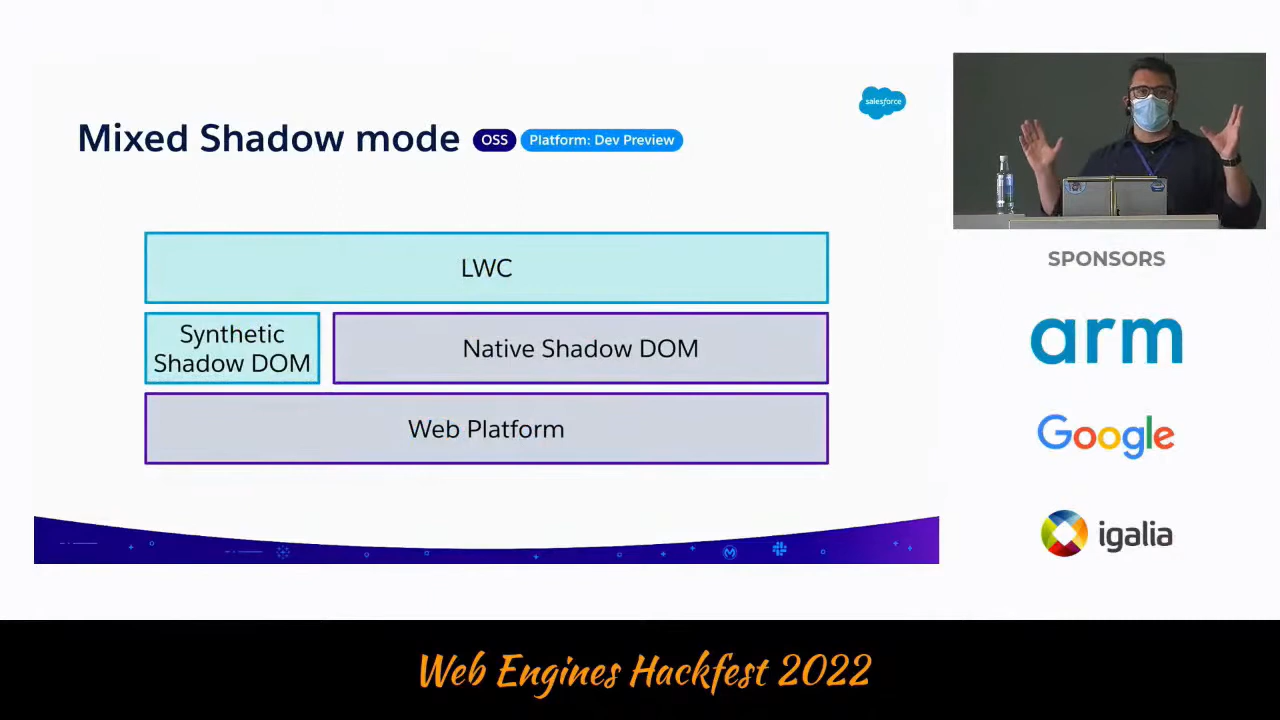 salesforce
Mixed Shadow mode OSS Platform: Dev Preview
LWC
Synthetic
Shadow DOM
Native Shadow DOM
Web Platform
SPONSORS
arm
Google
igalia
Web Engines Hackfest 2022